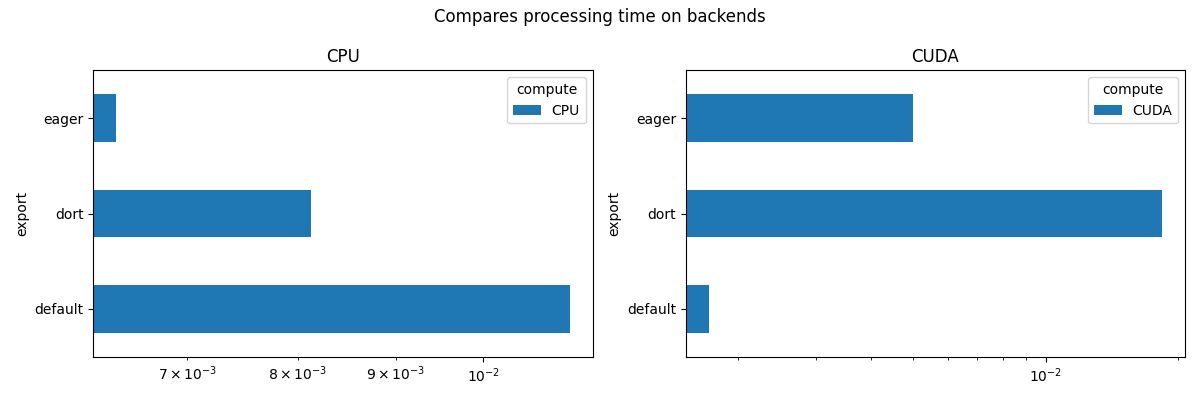 Compares processing time on backends
CPU
compute
CPU
eager
dort
default
export
7 × 10⁻³
8 × 10⁻³
9 × 10⁻³
10⁻²
CUDA
compute
CUDA
eager
dort
default
export
10⁻²